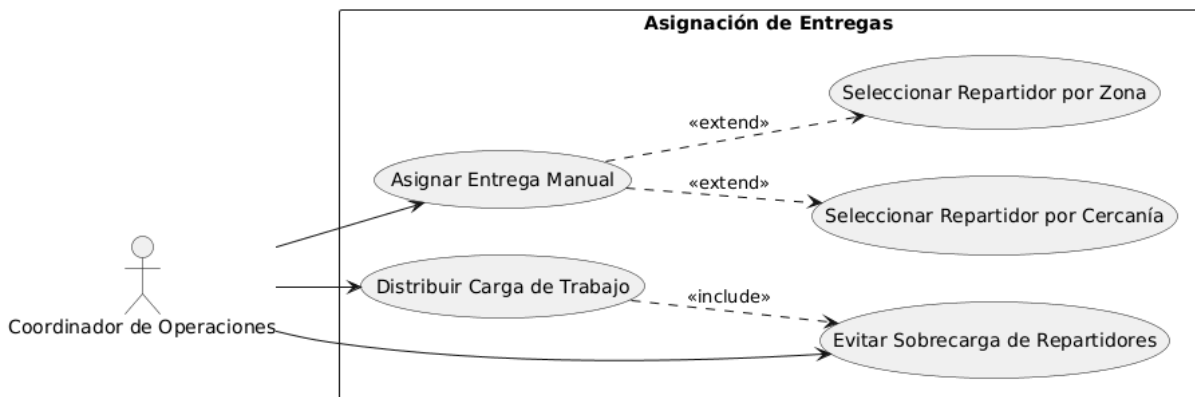 Asignación de Entregas
Seleccionar Repartidor por Zona
«extend»
Asignar Entrega Manual
«extend»
Seleccionar Repartidor por Cercanía
Distribuir Carga de Trabajo
«include»
Coordinador de Operaciones
Evitar Sobrecarga de Repartidores